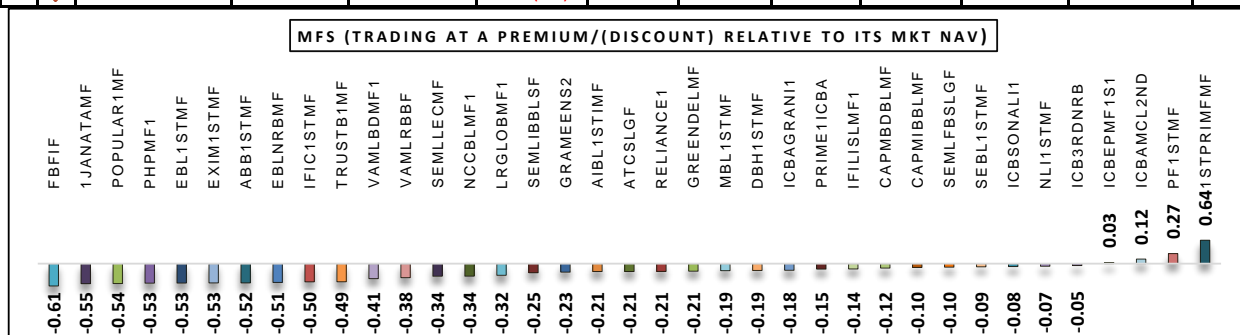 MFS (TRADING AT A PREMIUM/(DISCOUNT) RELATIVE TO ITS MKT NAV)
FBFIF
1JANATAMF
POPULAR1MF
PHPMF1
EBL1STMF
EXIM1STMF
ABB1STMF
EBLNRBMF
IFIC1STMF
TRUSTB1MF
VAMLBDMF1
VAMLRBBF
SEMLLECMF
NCCBLMF1
LRGLOBMF1
SEMLIBBLSF
GRAMEENS2
AIBL1STIMF
ATCSLGF
RELIANCE1
GREENDELMF
MBL1STMF
DBH1STMF
ICBAGRANI1
PRIME1ICBA
IFILISLMF1
CAPMBDBLMF
CAPMIBBLMF
SEMLFBSLGF
SEBL1STMF
ICBSONALI1
NLI1STMF
ICB3RDNRB
ICBEPMF1S1
ICBAMCL2ND
PF1STMF
1STPRIMFMF
-0.61
-0.55
-0.54
-0.53
-0.53
-0.53
-0.52
-0.51
-0.50
-0.49
-0.41
-0.38
-0.34
-0.34
-0.32
-0.25
-0.23
-0.21
-0.21
-0.21
-0.21
-0.19
-0.19
-0.18
-0.15
-0.14
-0.12
-0.10
-0.10
-0.09
-0.08
-0.07
-0.05
0.03
0.12
0.27
0.64